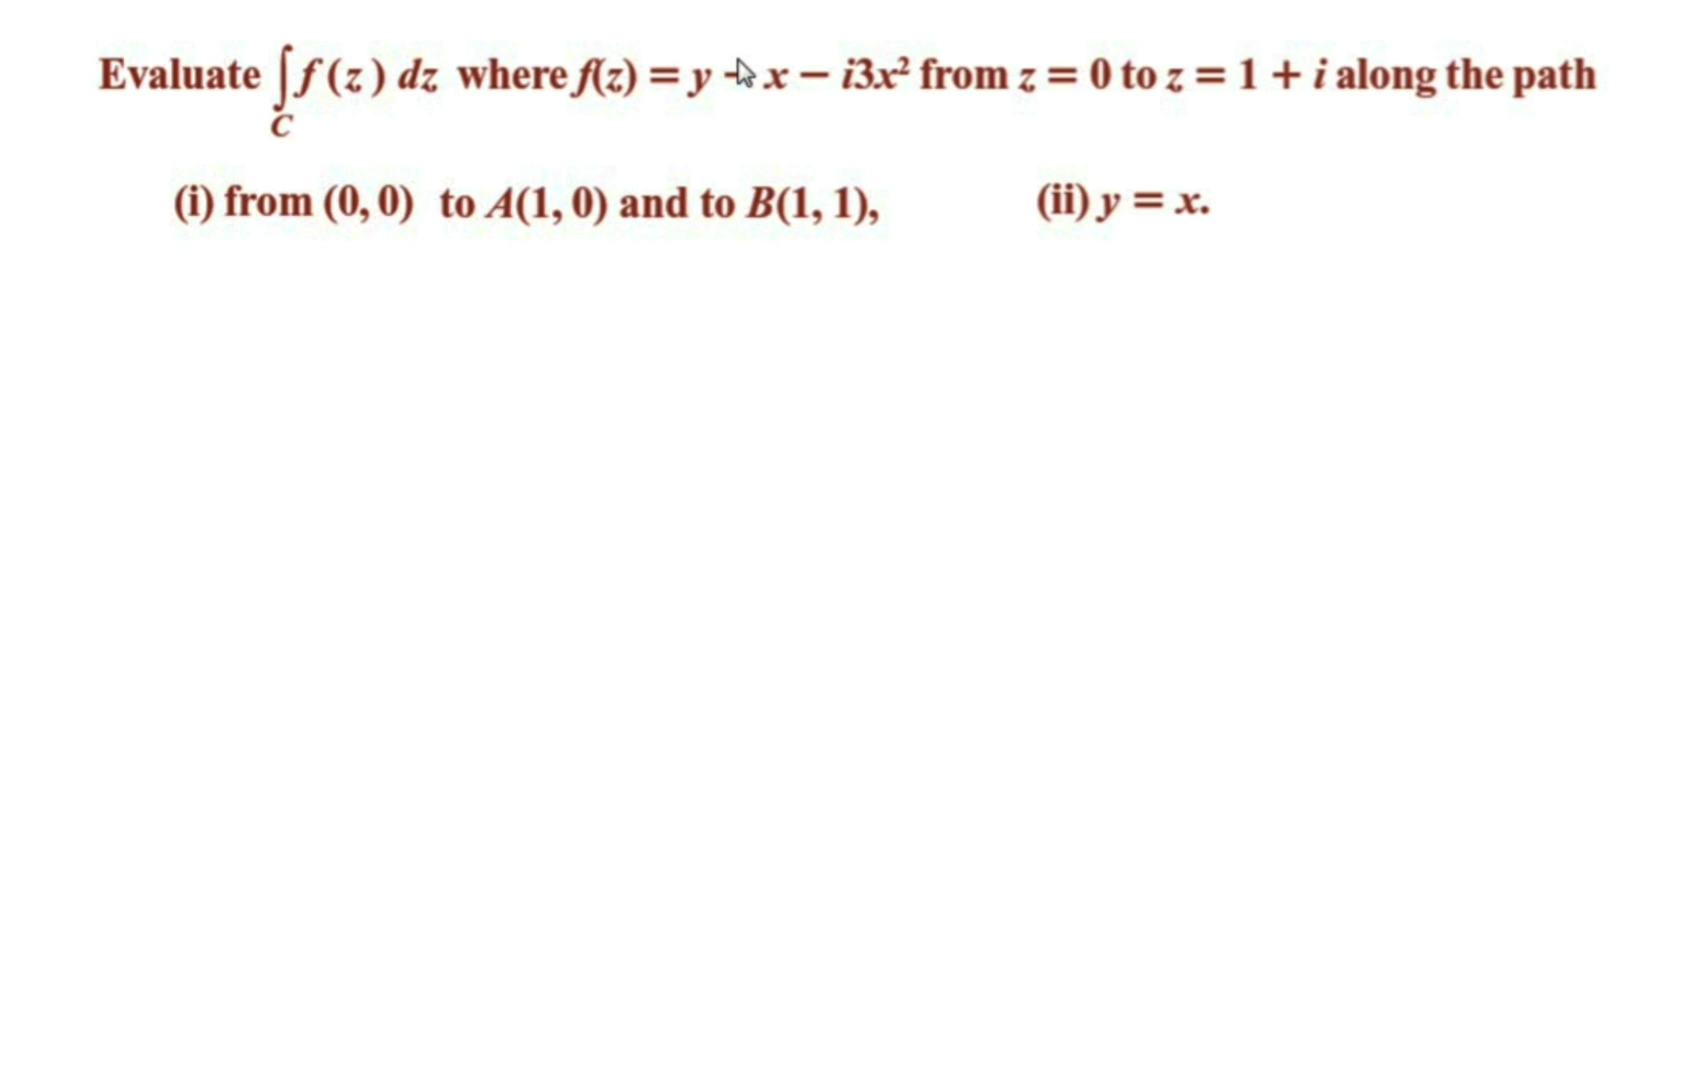 Evaluate ∫f(z) dz where f(z) = y x – i3x² from z = 0 to z = 1 + i along the path
C
(i) from (0, 0) to A(1, 0) and to B(1, 1), (ii) y = x.